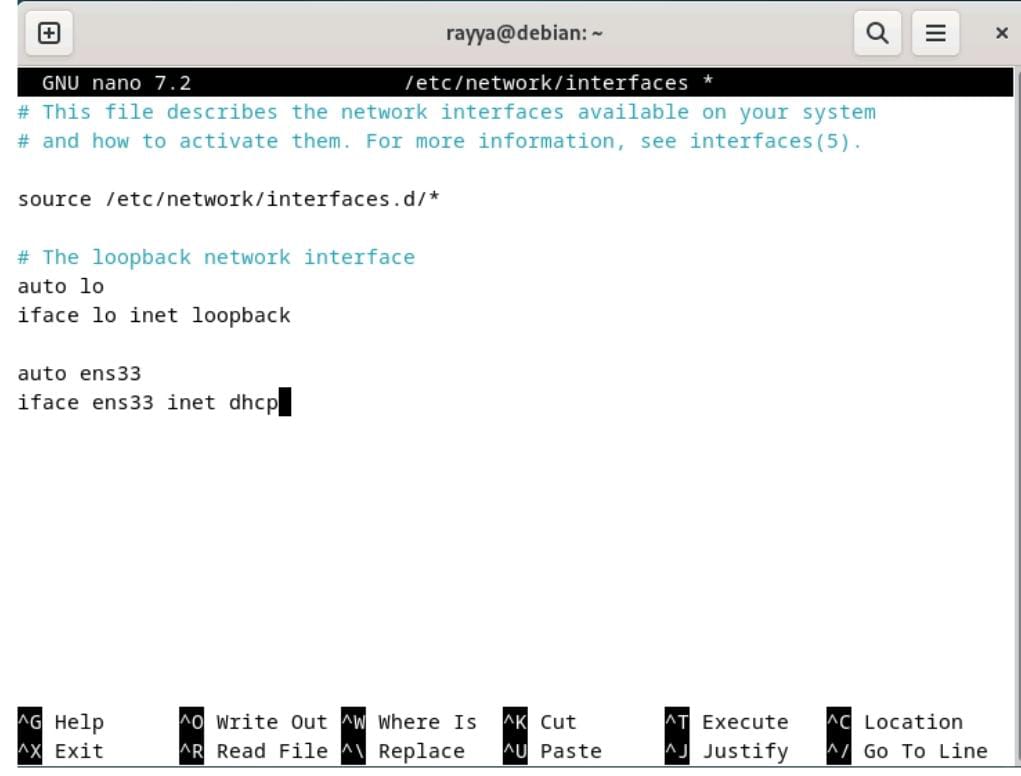 rayya@debian: ~
GNU nano 7.2 /etc/network/interfaces *
# This file describes the network interfaces available on your system
# and how to activate them. For more information, see interfaces(5).
source /etc/network/interfaces.d/*
# The loopback network interface
auto lo
iface lo inet loopback
auto ens33
iface ens33 inet dhcp
^G Help ^O Write Out ^W Where Is ^K Cut ^T Execute ^C Location
^X Exit ^R Read File ^\ Replace ^U Paste ^J Justify ^/ Go To Line